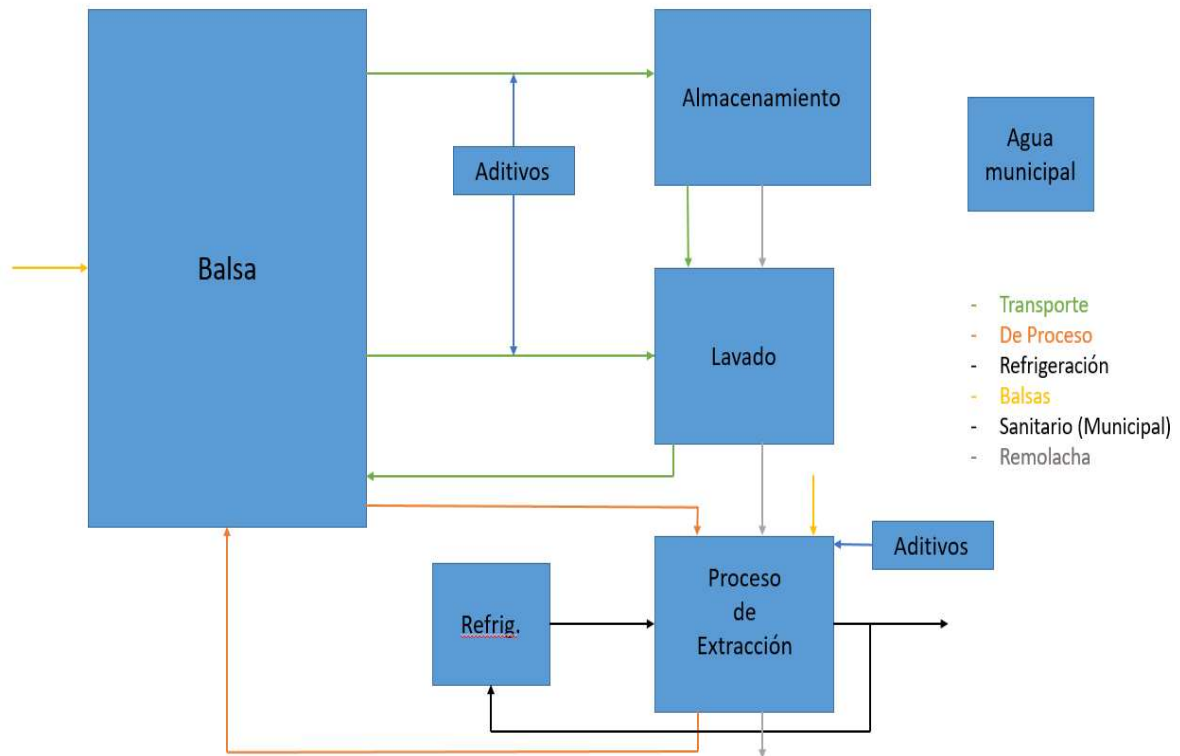 Balsa
Aditivos
Almacenamiento
Agua
municipal
Lavado
- Transporte
- De Proceso
- Refrigeración
- Balsas
- Sanitario (Municipal)
- Remolacha
Refrig.
Proceso
de
Extracción
Aditivos